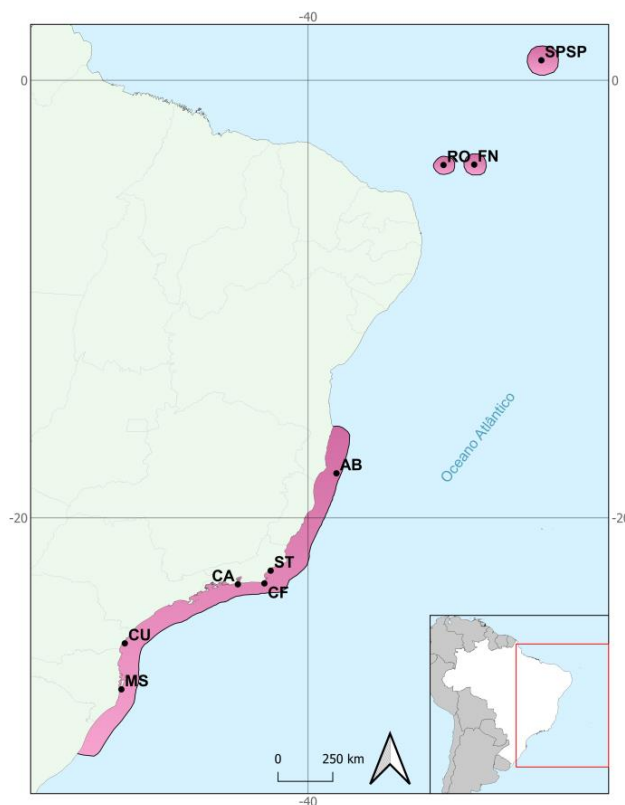 -40
SPSP
0
0
RO
FN
Oceano Atlântico
AB
-20
-20
ST
CA
CF
CU
MS
0
250 km
-40